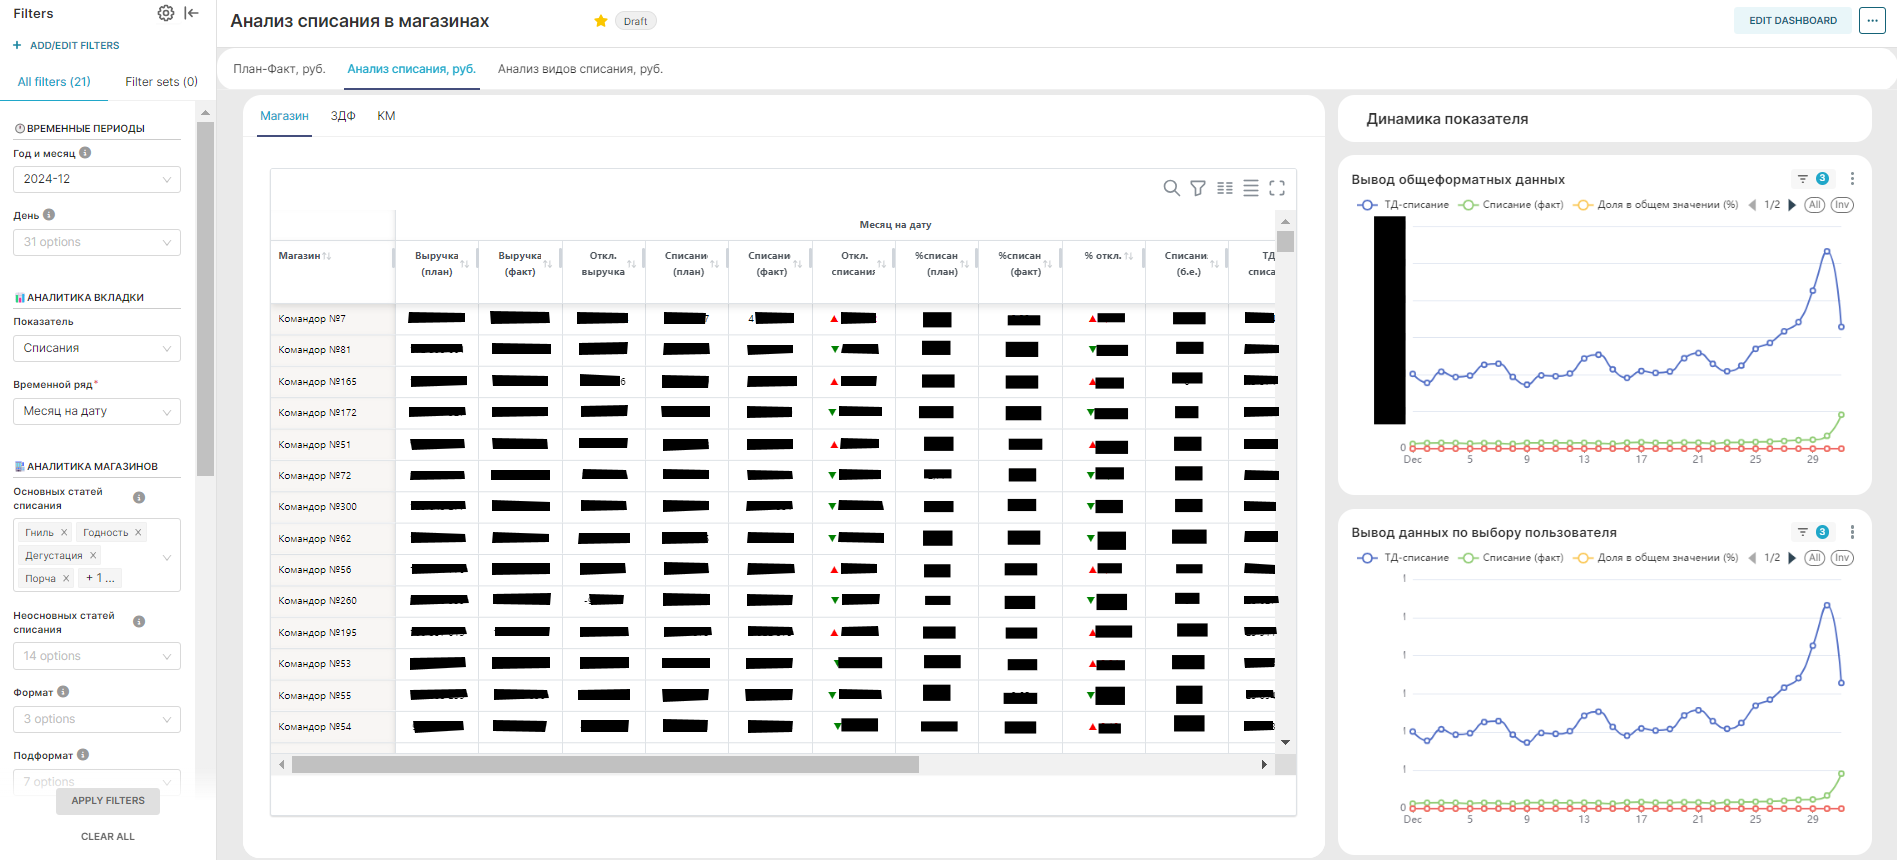 Filters
ADD/EDIT FILTERS
All filters (21)
Filter sets (0)
ВРЕМЕННЫЕ ПЕРИОДЫ
Год и месяц
2024-12
День
31 options
АНАЛИТИКА ВКЛАДКИ
Показатель
Списания
Временной ряд*
Месяц на дату
АНАЛИТИКА МАГАЗИНОВ
Основных статей
списания
Гниль X Годность X
Дегустация X
Порча X + 1 ...
Неосновных статей
списания
14 options
Формат
3 options
Подформат
7 options
APPLY FILTERS
CLEAR ALL
Анализ списания в магазинах
Draft
EDIT DASHBOARD
План-Факт, руб.
Анализ списания, руб.
Анализ видов списания, руб.
Магазин
ЗДФ
КМ
Месяц на дату
Магазин
Выручка
(план)
Выручка
(факт)
Откл.
выручка
Списани
(план)
Списани
(факт)
Откл.
списания
%списан
(план)
%списан
(факт)
% откл.
Списани
(б.е.)
ТД
списа
Командор №7
Командор №81
Командор №165
Командор №172
Командор №51
Командор №72
Командор №300
Командор №62
Командор №56
Командор №260
Командор №195
Командор №53
Командор №55
Командор №54
Динамика показателя
Вывод общеформатных данных
3
ТД-списание
Списание (факт)
Доля в общем значении (%)
1/2
All
Inv
0
Dec 5 9 13 17 21 25 29
Вывод данных по выбору пользователя
3
ТД-списание
Списание (факт)
Доля в общем значении (%)
1/2
All
Inv
1
1
1
1
1
1
0
Dec 5 9 13 17 21 25 29